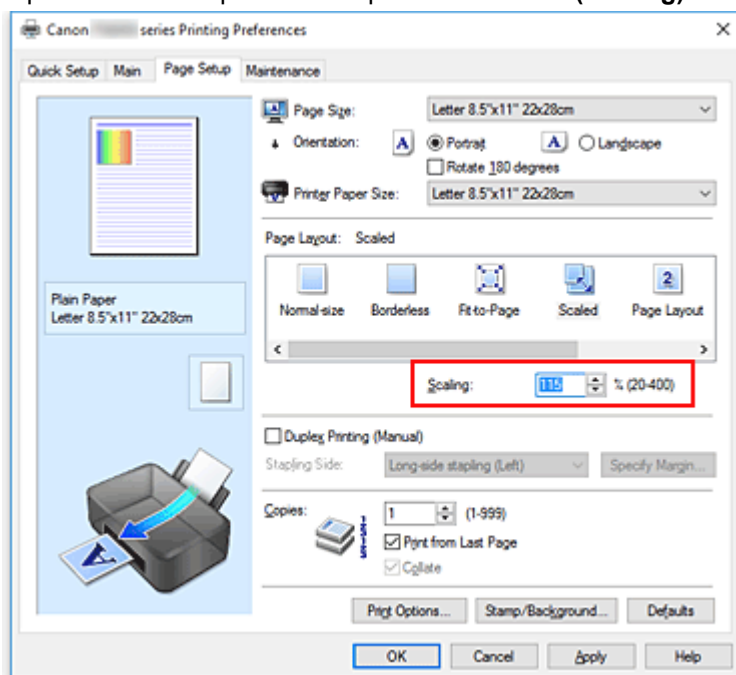 Canon series Printing Preferences
Quick Setup Main Page Setup Maintenance
Page Size: Letter 8.5"x11" 22x28cm
Orientation: A Portrait A Landscape
Rotate 180 degrees
Printer Paper Size: Letter 8.5"x11" 22x28cm
Page Layout: Scaled
Normal-size Borderless Fit-to-Page Scaled Page Layout
Plain Paper
Letter 8.5"x11" 22x28cm
Scaling: 115 % (20-400)
Duplex Printing (Manual)
Stapling Side: Long-side stapling (Left) Specify Margin...
Copies: 1 (1-999)
Print from Last Page
Collate
Print Options... Stamp/Background... Defaults
OK Cancel Apply Help